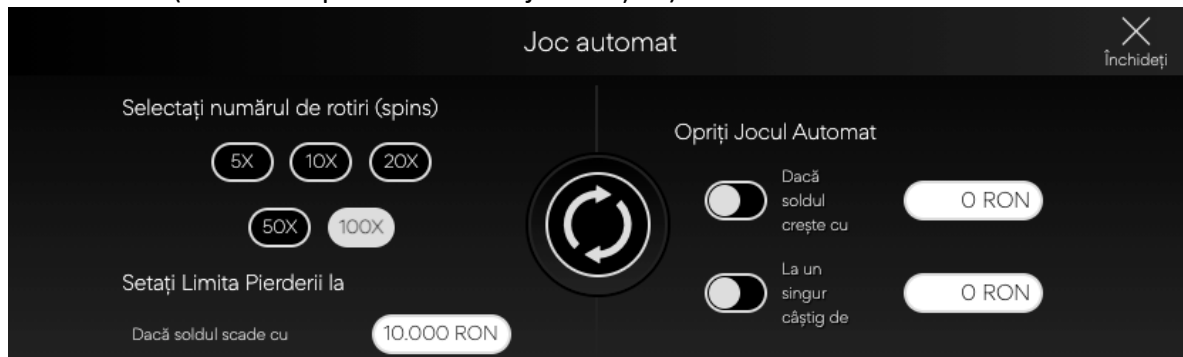 Joc automat
Închideți
Selectați numărul de rotiri (spins)
5X 10X 20X
50X 100X
Setați Limita Pierderii la
Dacă soldul scade cu 10.000 RON
Opriți Jocul Automat
Dacă
soldul
crește cu
0 RON
La un
singur
câștig de
0 RON